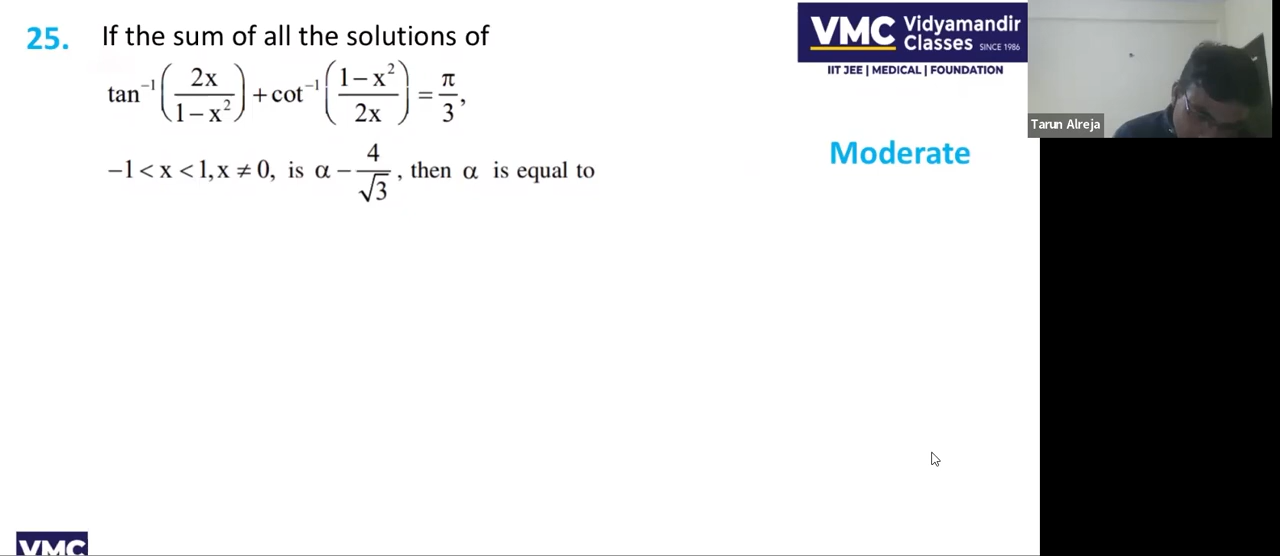 25. If the sum of all the solutions of
tan⁻¹(2x/(1−x²)) + cot⁻¹((1−x²)/2x) = π/3,
−1 < x < 1, x ≠ 0, is α − 4/√3, then α is equal to
VMC Vidyamandir Classes SINCE 1986
IIT JEE | MEDICAL | FOUNDATION
Tarun Alreja
Moderate
VMC